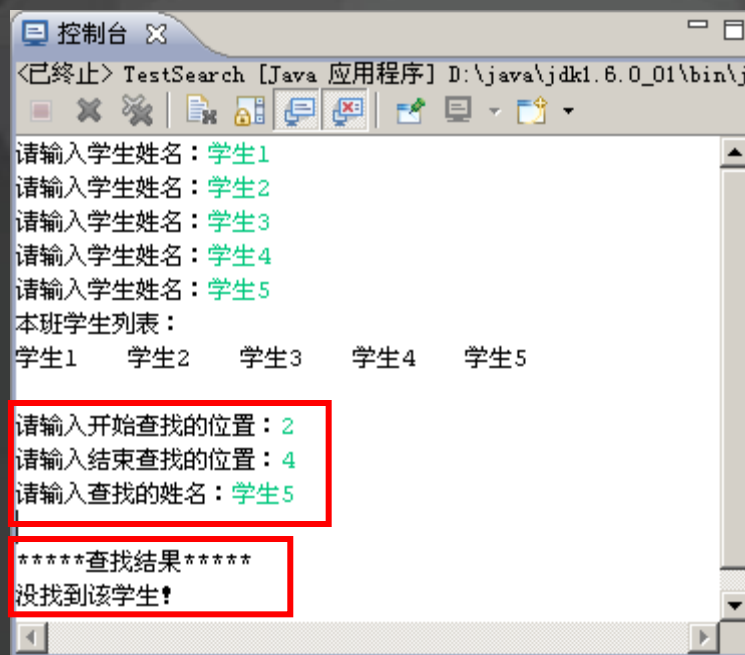 控制台
<已终止> TestSearch [Java 应用程序] D:\java\jdk1.6.0_01\bin\j
请输入学生姓名：学生1
请输入学生姓名：学生2
请输入学生姓名：学生3
请输入学生姓名：学生4
请输入学生姓名：学生5
本班学生列表：
学生1 学生2 学生3 学生4 学生5
请输入开始查找的位置：2
请输入结束查找的位置：4
请输入查找的姓名：学生5
*****查找结果*****
没找到该学生！